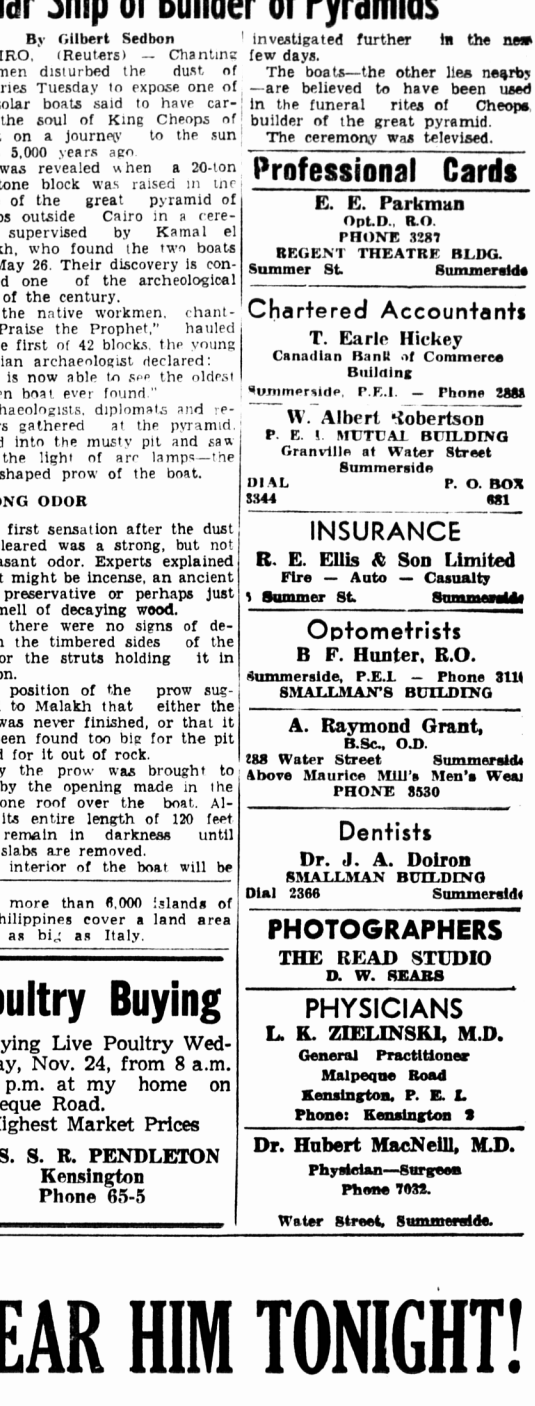 lar Ship of Builder of Pyramids
By Gilbert Sedbon
IRO, (Reuters) — Chanting
men disturbed the dust of
ries Tuesday to expose one of
olar boats said to have car-
the soul of King Cheops of
on a journey to the sun
5,000 years ago.
was revealed when a 20-ton
tone block was raised in the
of the great pyramid of
ps outside Cairo in a cere-
supervised by Kamal el
kh, who found the two boats
May 26. Their discovery is con-
d one of the archeological
of the century.
the native workmen, chant-
Praise the Prophet," hauled
e first of 42 blocks, the young
ian archaeologist declared:
is now able to see the oldest
n boat ever found."
haeologists, diplomats and re-
rs gathered at the pyramid,
d into the musty pit and saw
the light of arc lamps—the
shaped prow of the boat.
NG ODOR
first sensation after the dust
leared was a strong, but not
asant odor. Experts explained
t might be incense, an ancient
preservative or perhaps just
mell of decaying wood.
there were no signs of de-
n the timbered sides of the
or the struts holding it in
on.
position of the prow sug-
to Malakh that either the
was never finished, or that it
een found too big for the pit
d for it out of rock.
y the prow was brought to
by the opening made in the
one roof over the boat. Al-
its entire length of 120 feet
remain in darkness until
slabs are removed.
interior of the boat will be
investigated further in the new
few days.
The boats—the other lies nearby
—are believed to have been used
in the funeral rites of Cheops,
builder of the great pyramid.
The ceremony was televised.
more than 6,000 islands of
hilippines cover a land area
as big as Italy.
oultry Buying
ying Live Poultry Wed-
ay, Nov. 24, from 8 a.m.
p.m. at my home on
eque Road.
ighest Market Prices
S. S. R. PENDLETON
Kensington
Phone 65-5
Professional Cards
E. E. Parkman
Opt.D., R.O.
PHONE 3287
REGENT THEATRE BLDG.
Summer St. Summerside
Chartered Accountants
T. Earle Hickey
Canadian Bank of Commerce
Building
Summerside, P.E.I. — Phone 2888
W. Albert Robertson
P. E. I. MUTUAL BUILDING
Granville at Water Street
Summerside
DIAL P. O. BOX
3344 681
INSURANCE
R. E. Ellis & Son Limited
Fire — Auto — Casualty
Summer St. Summerside
Optometrists
B F. Hunter, R.O.
Summerside, P.E.I. — Phone 3111
SMALLMAN'S BUILDING
A. Raymond Grant,
B.Sc., O.D.
288 Water Street Summerside
Above Maurice Mill's Men's Wear
PHONE 8530
Dentists
Dr. J. A. Doiron
SMALLMAN BUILDING
Dial 2366 Summerside
PHOTOGRAPHERS
THE READ STUDIO
D. W. SEARS
PHYSICIANS
L. K. ZIELINSKI, M.D.
General Practitioner
Malpeque Road
Kensington, P. E. I.
Phone: Kensington
Dr. Hubert MacNeill, M.D.
Physician—Surgeon
Phone 7032.
Water Street, Summerside.
EAR HIM TONIGHT!